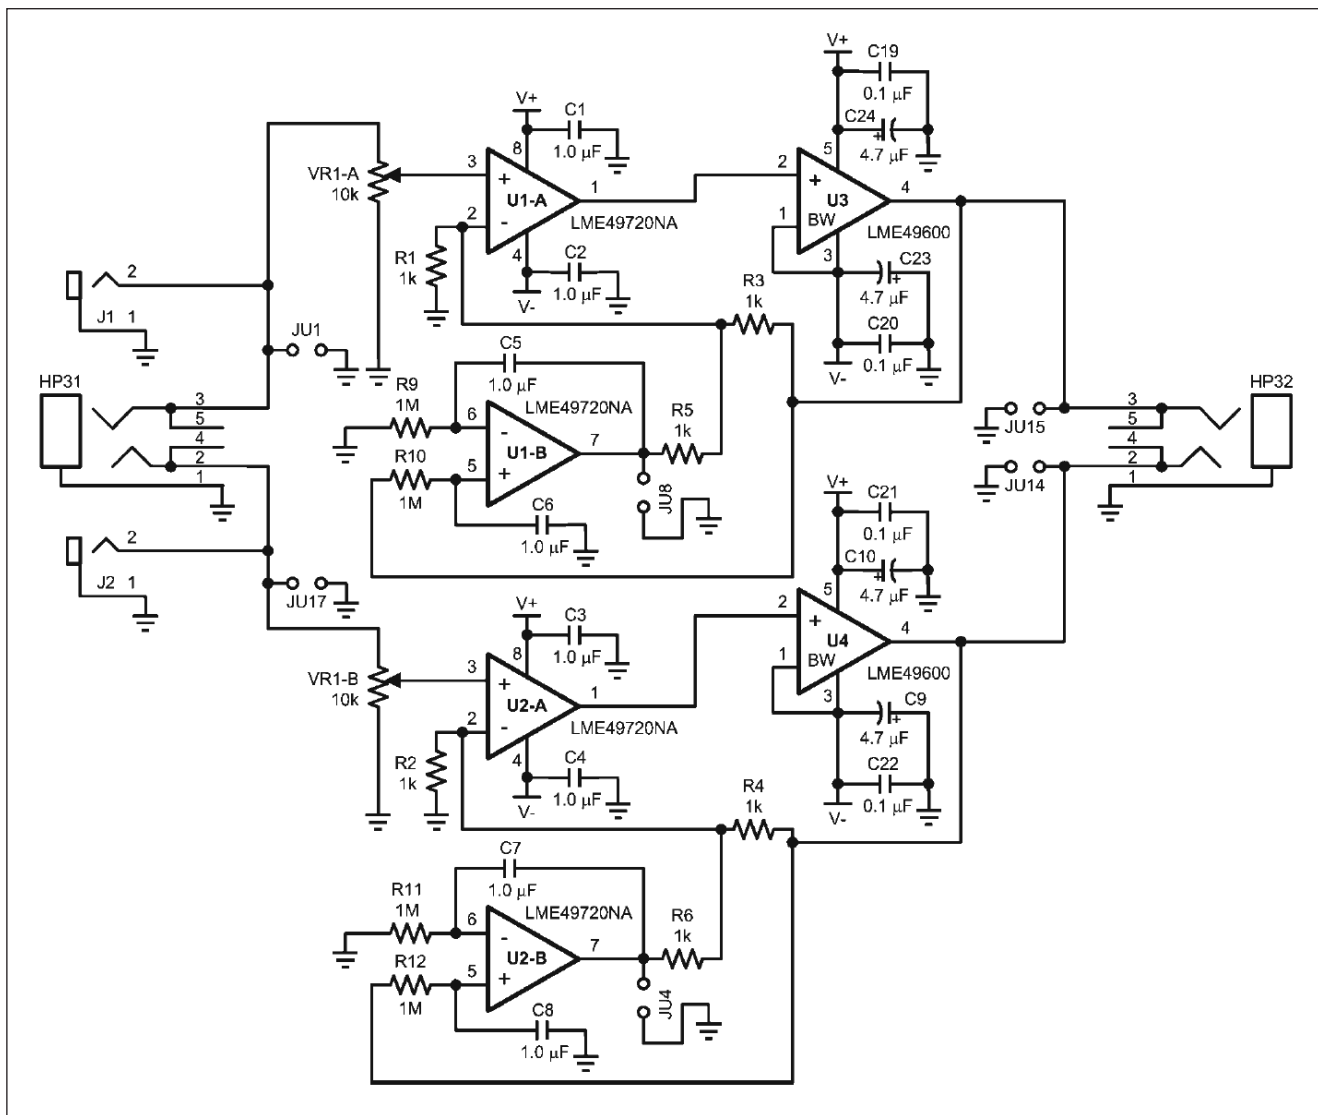 V+
C19
0.1 µF
C24
+
4.7 µF
5
V+
C1
1.0 µF
8
VR1-A
10k
3
+
U1-A
1
LME49720NA
2
-
4
C2
1.0 µF
V-
R1
1k
2
+
U3
4
1
BW
LME49600
3
C23
+
4.7 µF
C20
0.1 µF
V-
R3
1k
2
J1 1
JU1
HP31
3
5
4
2
1
C5
1.0 µF
LME49720NA
R9
1M
6
-
U1-B
7
R5
1k
R10
1M
5
+
JU8
C6
1.0 µF
HP32
3
5
4
2
1
JU15
JU14
V+
C21
0.1 µF
C10
+
4.7 µF
5
2
J2 1
JU17
V+
C3
1.0 µF
8
VR1-B
10k
3
+
U2-A
1
LME49720NA
2
-
4
C4
1.0 µF
V-
R2
1k
2
+
U4
4
1
BW
LME49600
3
C9
+
4.7 µF
C22
0.1 µF
V-
R4
1k
C7
1.0 µF
LME49720NA
R11
1M
6
-
U2-B
7
R6
1k
R12
1M
5
+
JU4
C8
1.0 µF